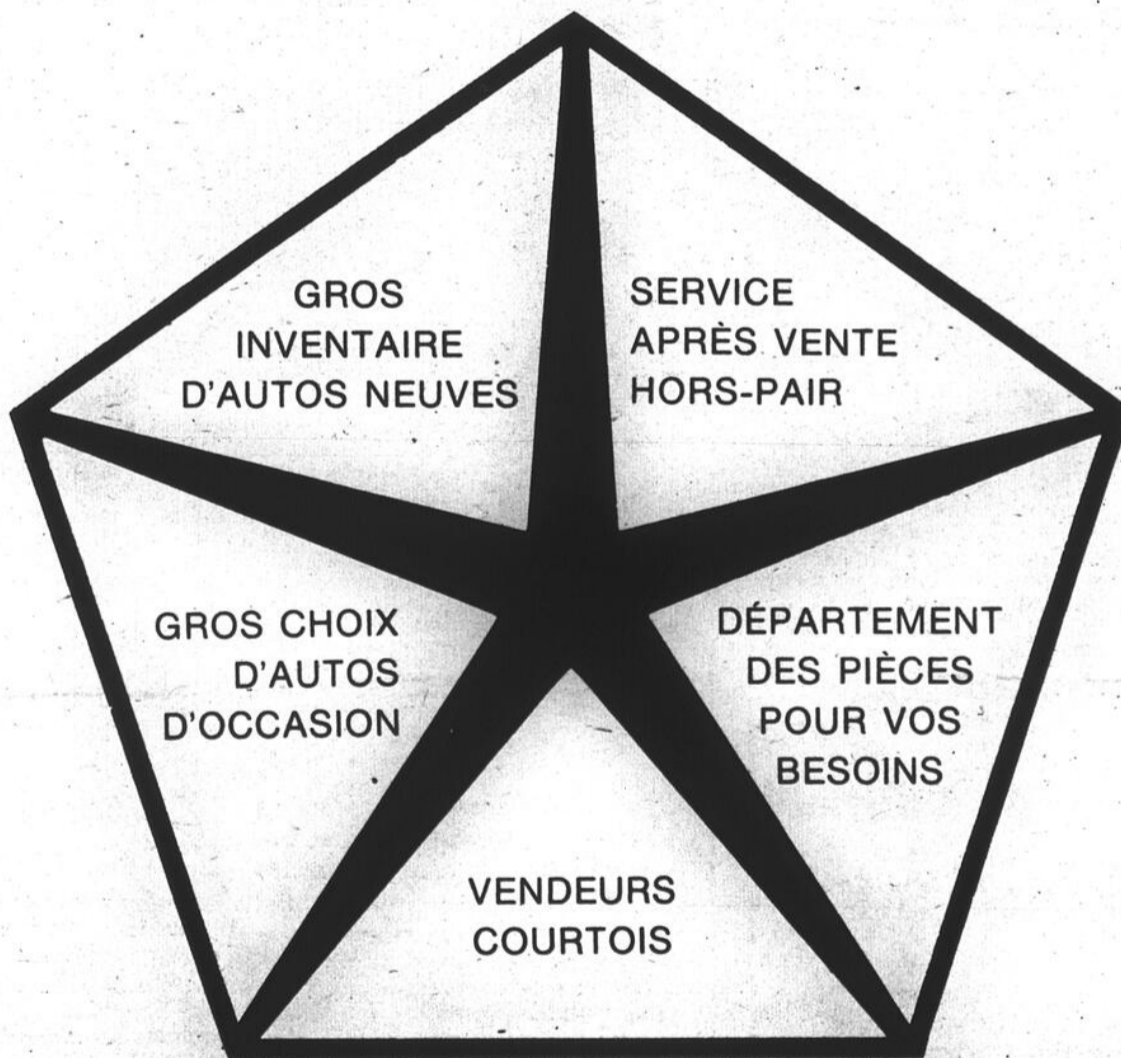 GROS
INVENTAIRE
D'AUTOS NEUVES
SERVICE
APRÈS VENTE
HORS-PAIR
GROS CHOIX
D'AUTOS
D'OCCASION
DÉPARTEMENT
DES PIÈCES
POUR VOS
BESOINS
VENDEURS
COURTOIS